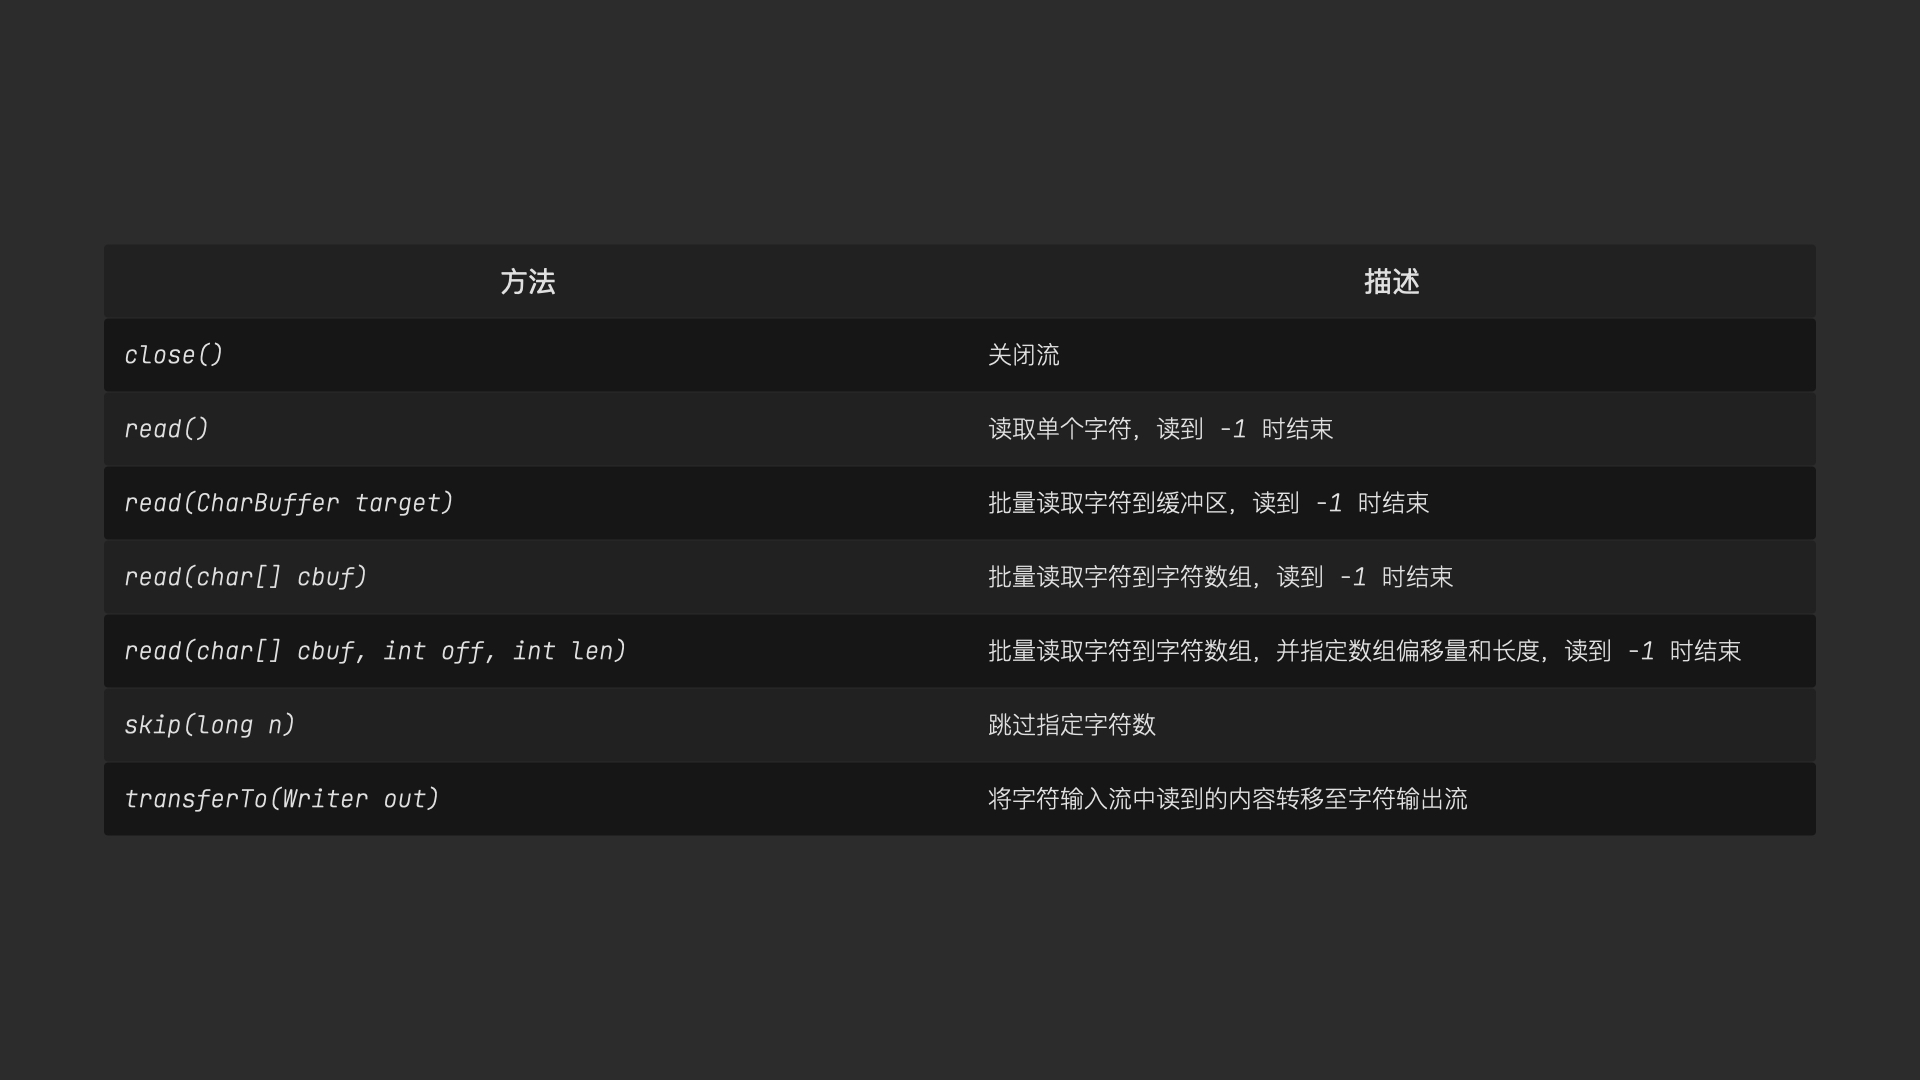 方法 描述
close() 关闭流
read() 读取单个字符，读到 -1 时结束
read(CharBuffer target) 批量读取字符到缓冲区，读到 -1 时结束
read(char[] cbuf) 批量读取字符到字符数组，读到 -1 时结束
read(char[] cbuf, int off, int len) 批量读取字符到字符数组，并指定数组偏移量和长度，读到 -1 时结束
skip(long n) 跳过指定字符数
transferTo(Writer out) 将字符输入流中读到的内容转移至字符输出流